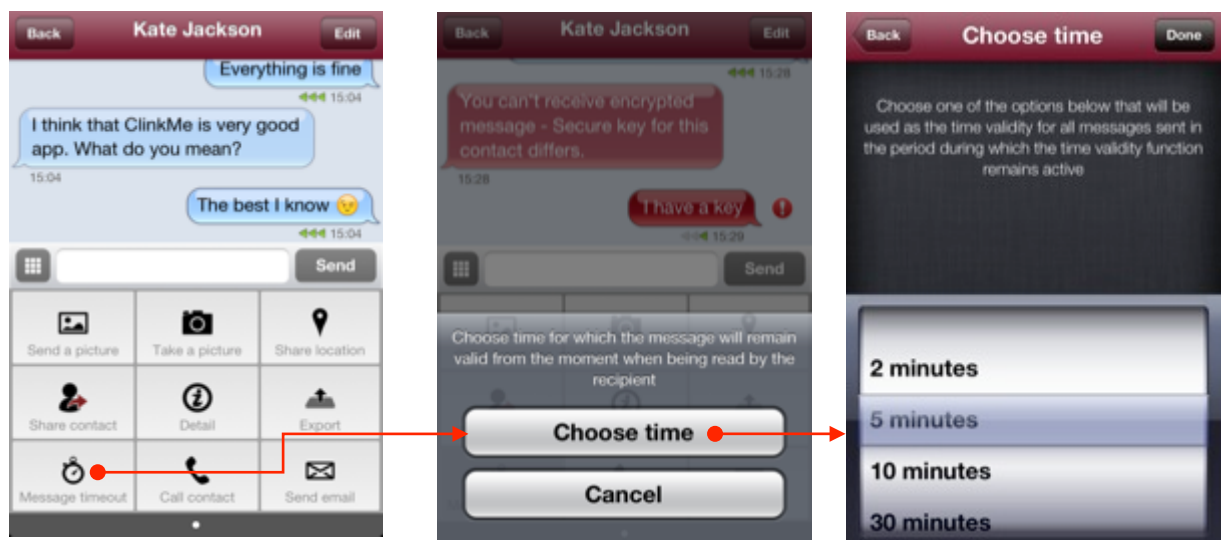 Back Kate Jackson Edit
Everything is fine
15:04
I think that ClinkMe is very good
app. What do you mean?
15:04
The best I know
15:04
Send
Send a picture Take a picture Share location
Share contact Detail Export
Message timeout Call contact Send email
Back Kate Jackson Edit
15:28
You can't receive encrypted
message - Secure key for this
contact differs.
15:28
I have a key
15:29
Send
Choose time for which the message will remain
valid from the moment when being read by the
recipient
Choose time
Cancel
Back Choose time Done
Choose one of the options below that will be
used as the time validity for all messages sent in
the period during which the time validity function
remains active
2 minutes
5 minutes
10 minutes
30 minutes